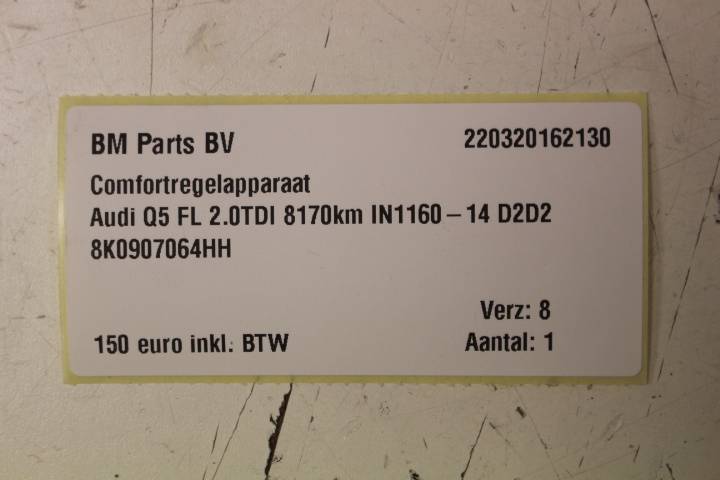 BM Parts BV 220320162130
Comfortregelapparaat
Audi Q5 FL 2.0TDI 8170km IN1160-14 D2D2
8K0907064HH
Verz: 8
150 euro inkl. BTW Aantal: 1